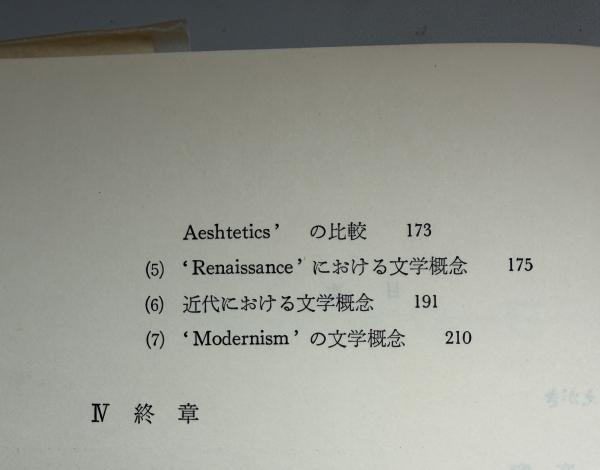 Aeshtetics’ の比較 173
(5) ‘Renaissance’における文学概念 175
(6) 近代における文学概念 191
(7) ‘Modernism’の文学概念 210
Ⅳ 終章